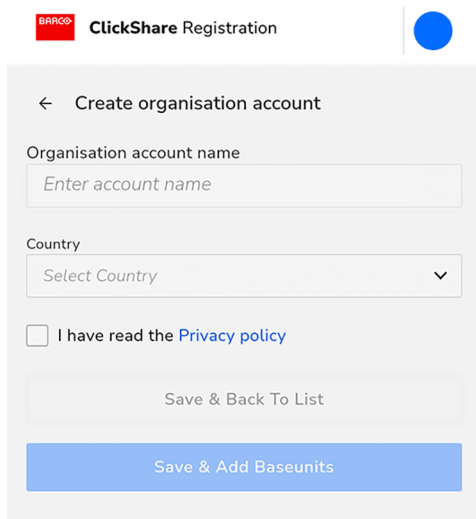 BARCO
ClickShare Registration
Create organisation account
Organisation account name
Enter account name
Country
Select Country
I have read the Privacy policy
Save & Back To List
Save & Add Baseunits